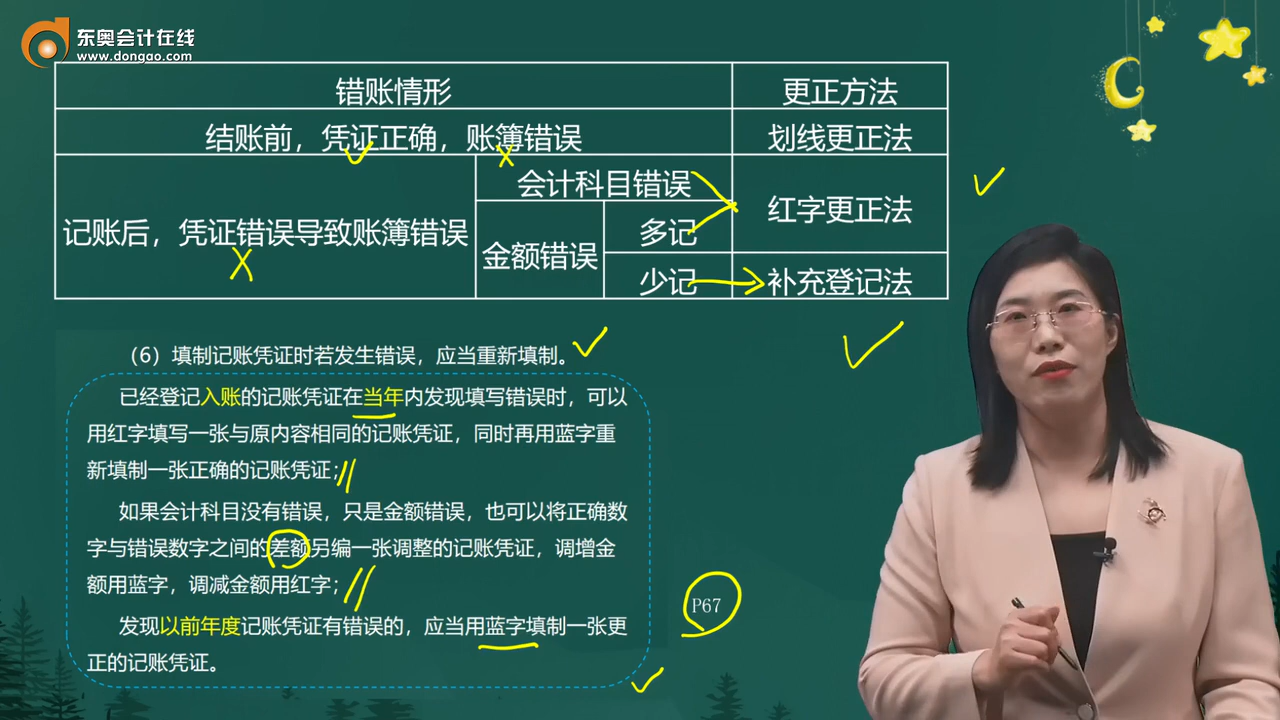 东奥会计在线
www.dongao.com
错账情形
更正方法
结账前，凭证正确，账簿错误
划线更正法
记账后，凭证错误导致账簿错误
会计科目错误
红字更正法
金额错误
多记
少记
补充登记法
（6）填制记账凭证时若发生错误，应当重新填制。
已经登记入账的记账凭证在当年内发现填写错误时，可以
用红字填写一张与原内容相同的记账凭证，同时再用蓝字重
新填制一张正确的记账凭证；
如果会计科目没有错误，只是金额错误，也可以将正确数
字与错误数字之间的差额另编一张调整的记账凭证，调增金
额用蓝字，调减金额用红字；
发现以前年度记账凭证有错误的，应当用蓝字填制一张更
正的记账凭证。
P67